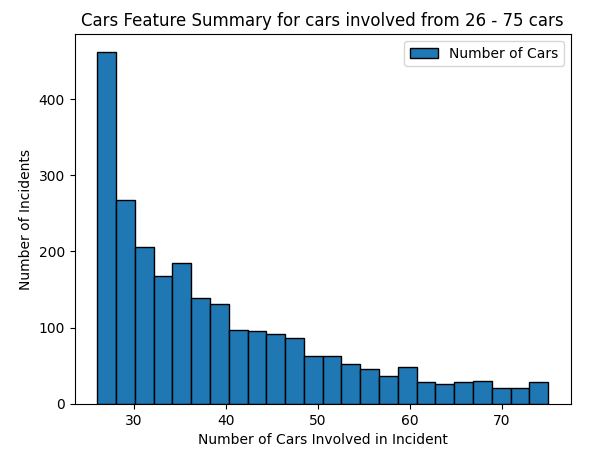 Cars Feature Summary for cars involved from 26 - 75 cars
Number of Cars
400
300
200
100
0
Number of Incidents
30 40 50 60 70
Number of Cars Involved in Incident